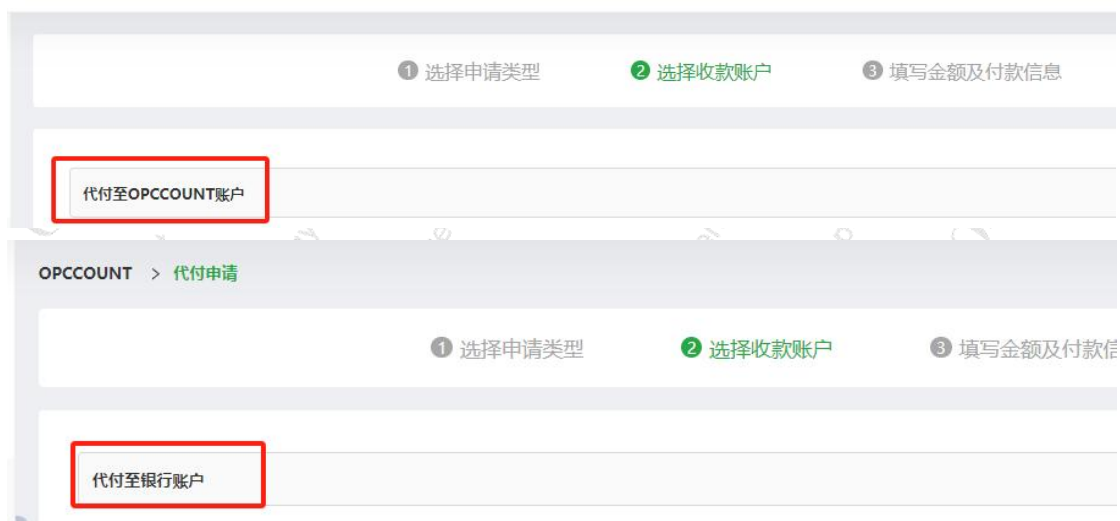 1 选择申请类型 2 选择收款账户 3 填写金额及付款信息
代付至OPCCOUNT账户
OPCCOUNT > 代付申请
1 选择申请类型 2 选择收款账户 3 填写金额及付款信
代付至银行账户